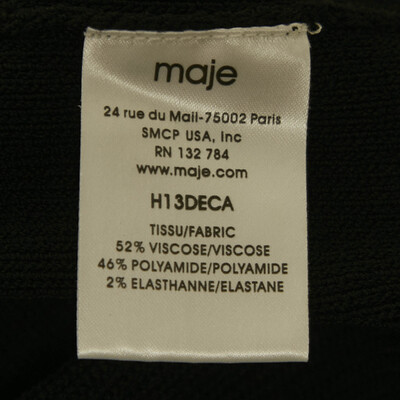 maje
24 rue du Mail-75002 Paris
SMCP USA, Inc
RN 132 784
www.maje.com
H13DECA
TISSU/FABRIC
52% VISCOSE/VISCOSE
46% POLYAMIDE/POLYAMIDE
2% ELASTHANNE/ELASTANE